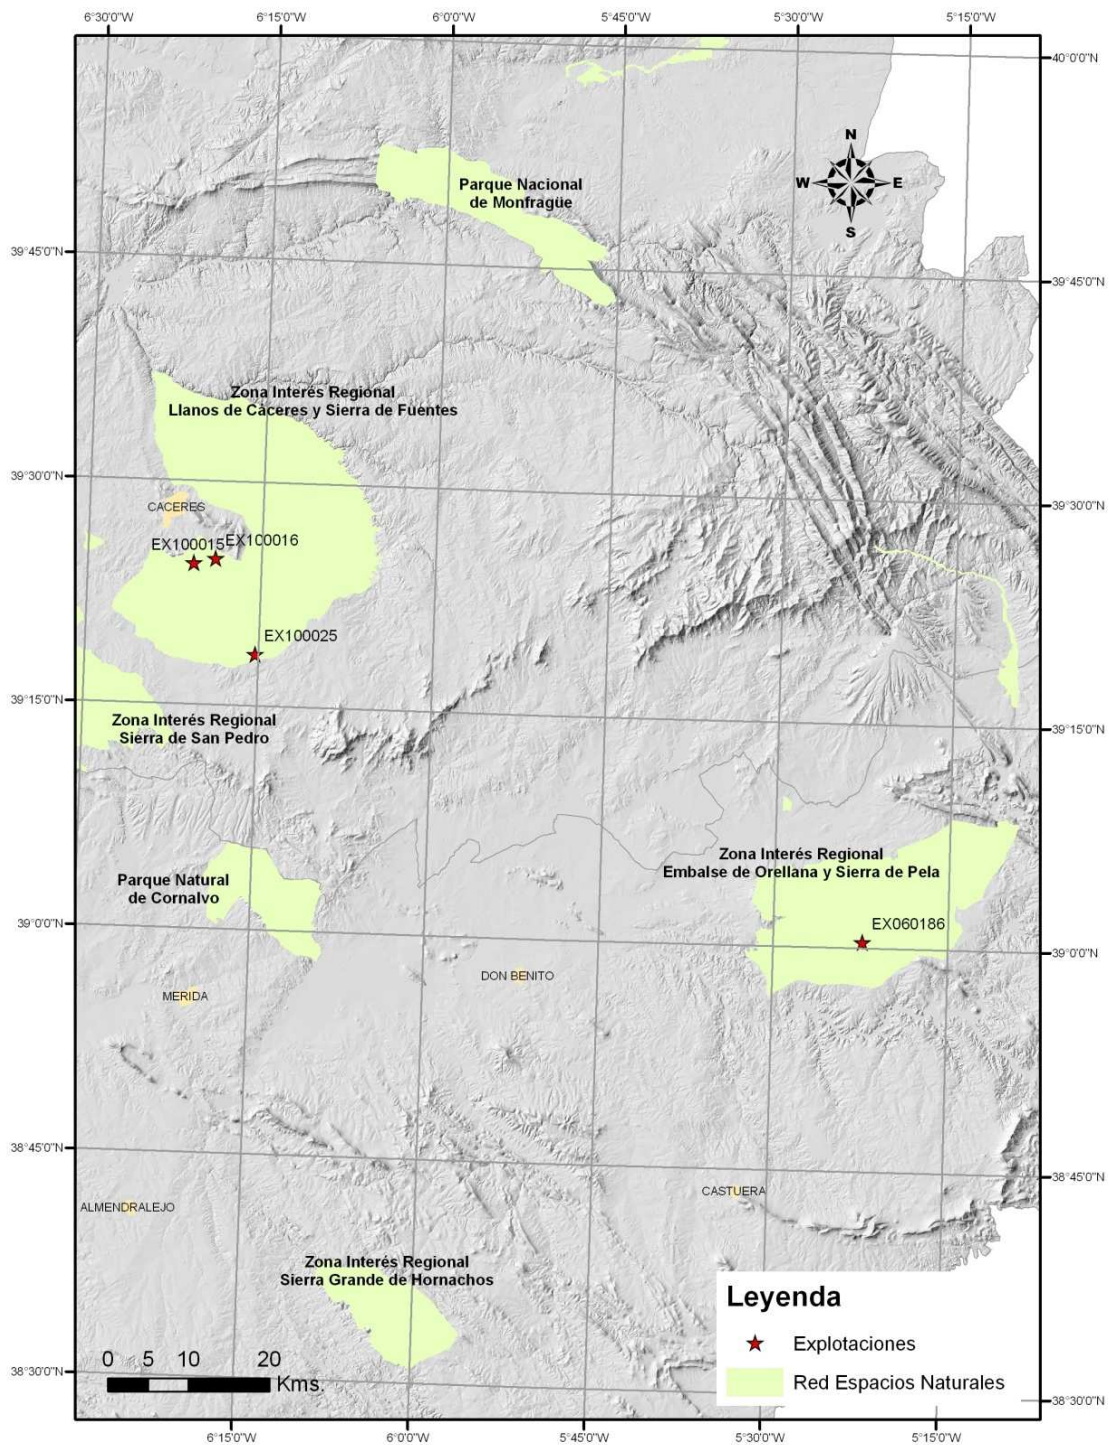 6°30'0"W
6°15'0"W
6°0'0"W
5°45'0"W
5°30'0"W
5°15'0"W
40°0'0"N
N
W
E
S
Parque Nacional
de Monfragüe
39°45'0"N
39°45'0"N
Zona Interés Regional
Llanos de Cáceres y Sierra de Fuentes
39°30'0"N
39°30'0"N
CACERES
EX100015
EX100016
EX100025
39°15'0"N
39°15'0"N
Zona Interés Regional
Sierra de San Pedro
Zona Interés Regional
Embalse de Orellana y Sierra de Pela
Parque Natural
de Cornalvo
39°0'0"N
39°0'0"N
EX060186
DON BENITO
MERIDA
38°45'0"N
38°45'0"N
CASTUERA
ALMENDRALEJO
Zona Interés Regional
Sierra Grande de Hornachos
Leyenda
Explotaciones
Red Espacios Naturales
0 5 10 20
Kms.
38°30'0"N
38°30'0"N
6°15'0"W
6°0'0"W
5°45'0"W
5°30'0"W
5°15'0"W